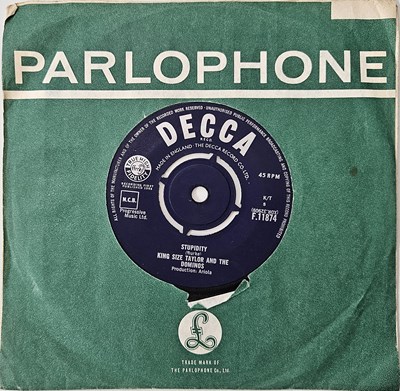 PARLOPHONE
DECCA
REGD
MADE IN ENGLAND · THE DECCA RECORD CO. LTD.
45 RPM
K/T
N.C.B.
Progressive
Music Ltd.
F.11874
STUPIDITY
KING SIZE TAYLOR AND THE
DOMINOS
Production: Ariola
£
TRADE MARK OF
THE PARLOPHONE Co., Ltd.